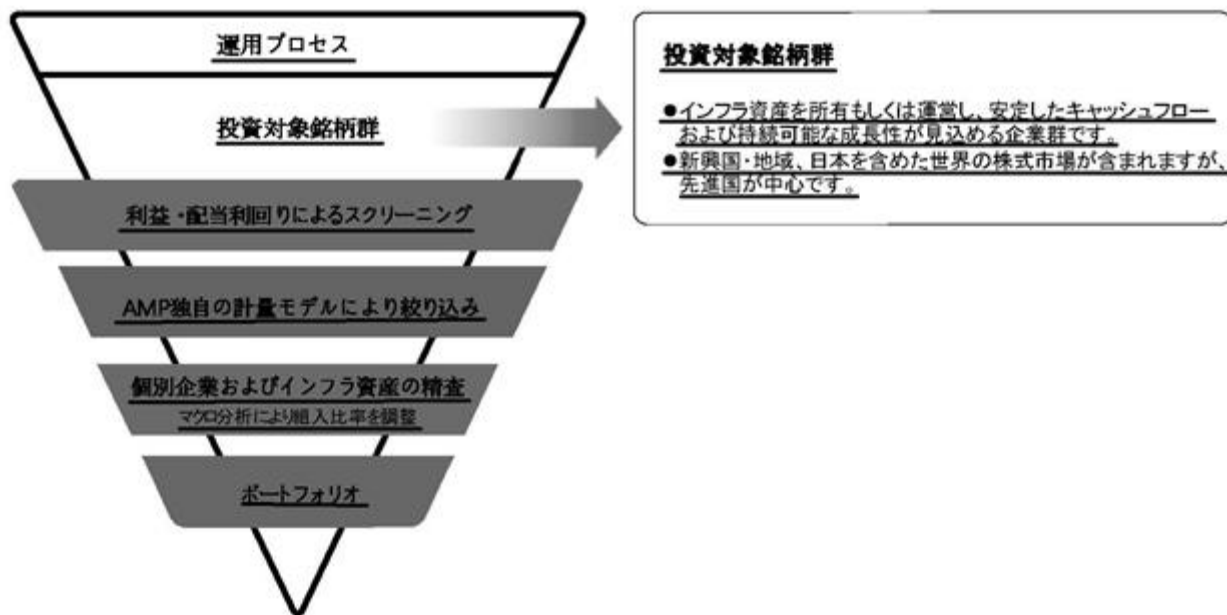 運用プロセス
投資対象銘柄群
利益・配当利回りによるスクリーニング
AMP独自の計量モデルにより絞り込み
個別企業およびインフラ資産の精査
マクロ分析により組入比率を調整
ポートフォリオ
投資対象銘柄群
●インフラ資産を所有もしくは運営し、安定したキャッシュフロー
および持続可能な成長性が見込める企業群です。
●新興国・地域、日本を含めた世界の株式市場が含まれますが、
先進国が中心です。